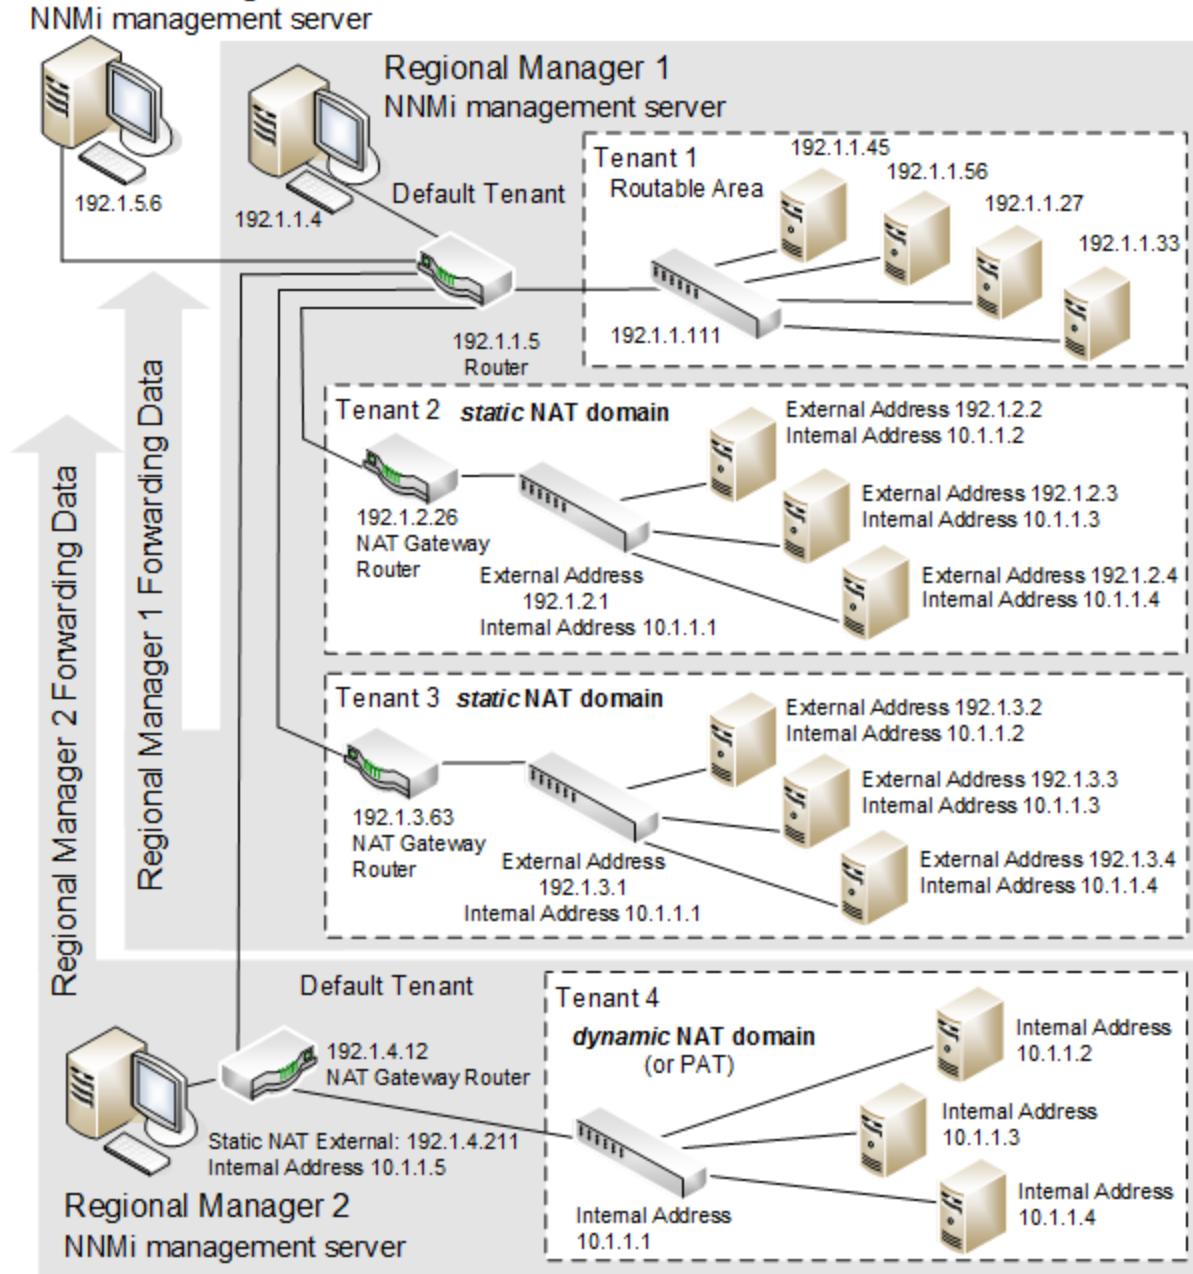 NNMi management server
192.1.5.6
Regional Manager 1
NNMi management server
192.1.1.4
Default Tenant
192.1.1.5
Router
Tenant 1
Routable Area
192.1.1.45
192.1.1.56
192.1.1.27
192.1.1.33
192.1.1.111
Tenant 2 static NAT domain
192.1.2.26
NAT Gateway
Router
External Address
192.1.2.1
Internal Address 10.1.1.1
External Address 192.1.2.2
Internal Address 10.1.1.2
External Address 192.1.2.3
Internal Address 10.1.1.3
External Address 192.1.2.4
Internal Address 10.1.1.4
Tenant 3 static NAT domain
192.1.3.63
NAT Gateway
Router
External Address
192.1.3.1
Internal Address 10.1.1.1
External Address 192.1.3.2
Internal Address 10.1.1.2
External Address 192.1.3.3
Internal Address 10.1.1.3
External Address 192.1.3.4
Internal Address 10.1.1.4
Regional Manager 2 Forwarding Data
Regional Manager 1 Forwarding Data
Default Tenant
192.1.4.12
NAT Gateway Router
Static NAT External: 192.1.4.211
Internal Address 10.1.1.5
Regional Manager 2
NNMi management server
Tenant 4
dynamic NAT domain
(or PAT)
Internal Address
10.1.1.1
Internal Address
10.1.1.2
Internal Address
10.1.1.3
Internal Address
10.1.1.4